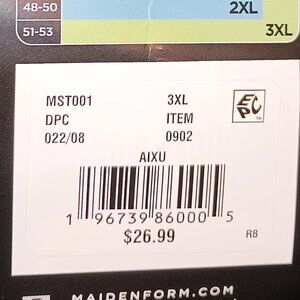 48-50 2XL
51-53 3XL
MST001 3XL
DPC ITEM
022/08 0902
AIXU
1 96739 86000 5
$26.99 RB
MAIDENFORM.COM